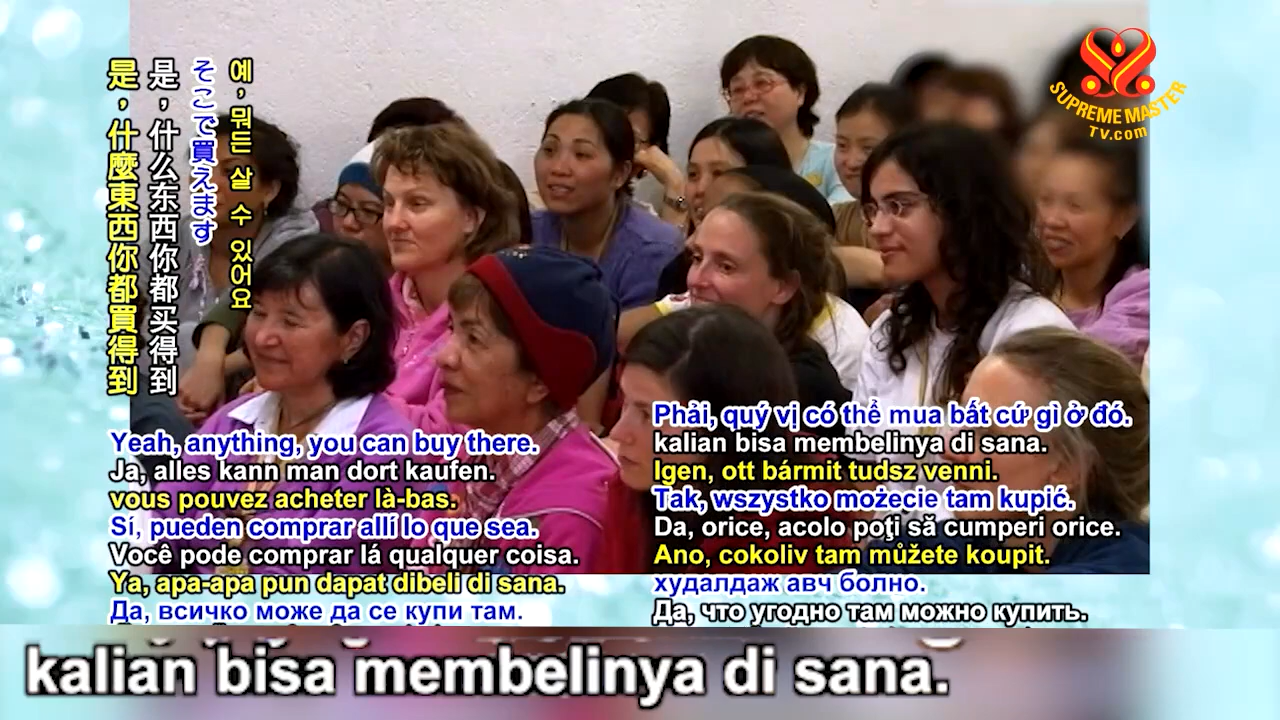 SUPREME MASTER
TV.com
예, 뭐든 살 수 있어요
そこで買えます
是，什么东西你都买得到
是，什麼東西你都買得到
Yeah, anything, you can buy there.
Ja, alles kann man dort kaufen.
vous pouvez acheter là-bas.
Sí, pueden comprar allí lo que sea.
Você pode comprar lá qualquer coisa.
Ya, apa-apa pun dapat dibeli di sana.
Да, всичко може да се купи там.
Phải, quý vị có thể mua bất cứ gì ở đó.
kalian bisa membelinya di sana.
Igen, ott bármit tudsz venni.
Tak, wszystko możecie tam kupić.
Da, orice, acolo poţi să cumperi orice.
Ano, cokoliv tam můžete koupit.
худалдаж авч болно.
Да, что угодно там можно купить.
kalian bisa membelinya di sana.